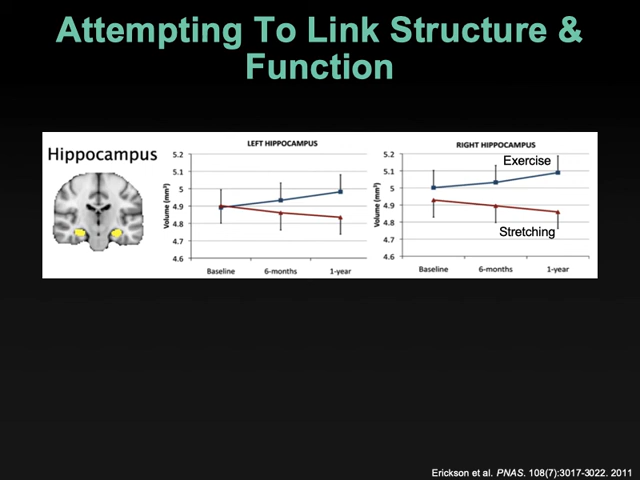 Attempting To Link Structure &
Function
Hippocampus
LEFT HIPPOCAMPUS
5.2
5.1
5
4.9
4.8
4.7
4.6
Volume (mm³)
Baseline 6-months 1-year
RIGHT HIPPOCAMPUS
5.2
5.1
5
4.9
4.8
4.7
4.6
Volume (mm³)
Exercise
Stretching
Baseline 6-months 1-year
Erickson et al. PNAS. 108(7):3017-3022. 2011